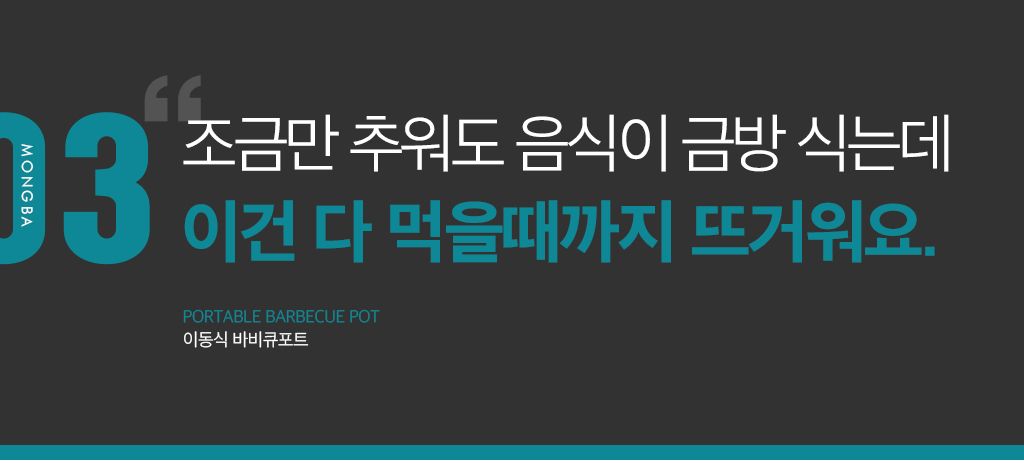 03
MONGBA
“
조금만 추워도 음식이 금방 식는데
이건 다 먹을때까지 뜨거워요.
PORTABLE BARBECUE POT
이동식 바비큐포트